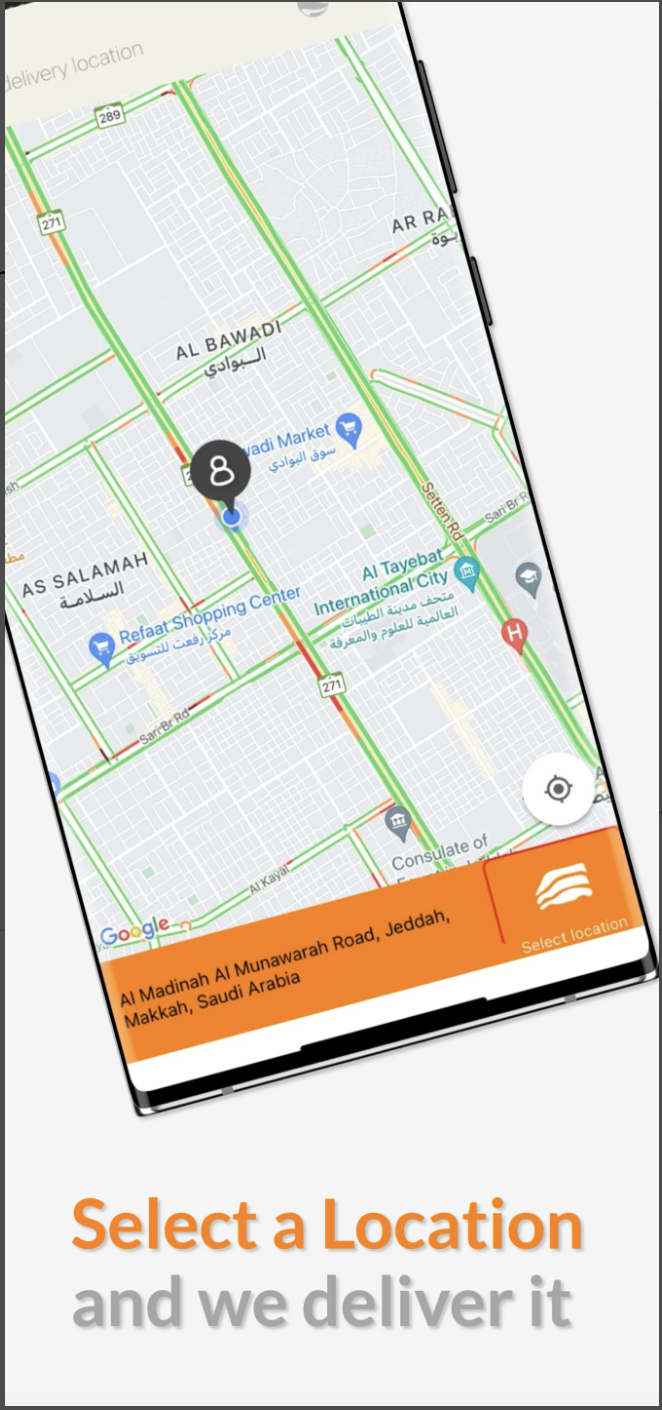 delivery location
289
271
AR RA
ـوة
AL BAWADI
الــبوادي
wadi Market
سوق البوادي
8
Setten Rd
Sari Br R
AS SALAMAH
السـلامـة
Al Tayebat
International City
متحف مدينة الطيبات
العالمية للعلوم والمعرفة
Refaat Shopping Center
مركز رفعت للتسويق
H
271
Sari Br Rd
Consulate of
Al Kayal
Google
Al Madinah Al Munawarah Road, Jeddah,
Makkah, Saudi Arabia
Select location
Select a Location
and we deliver it